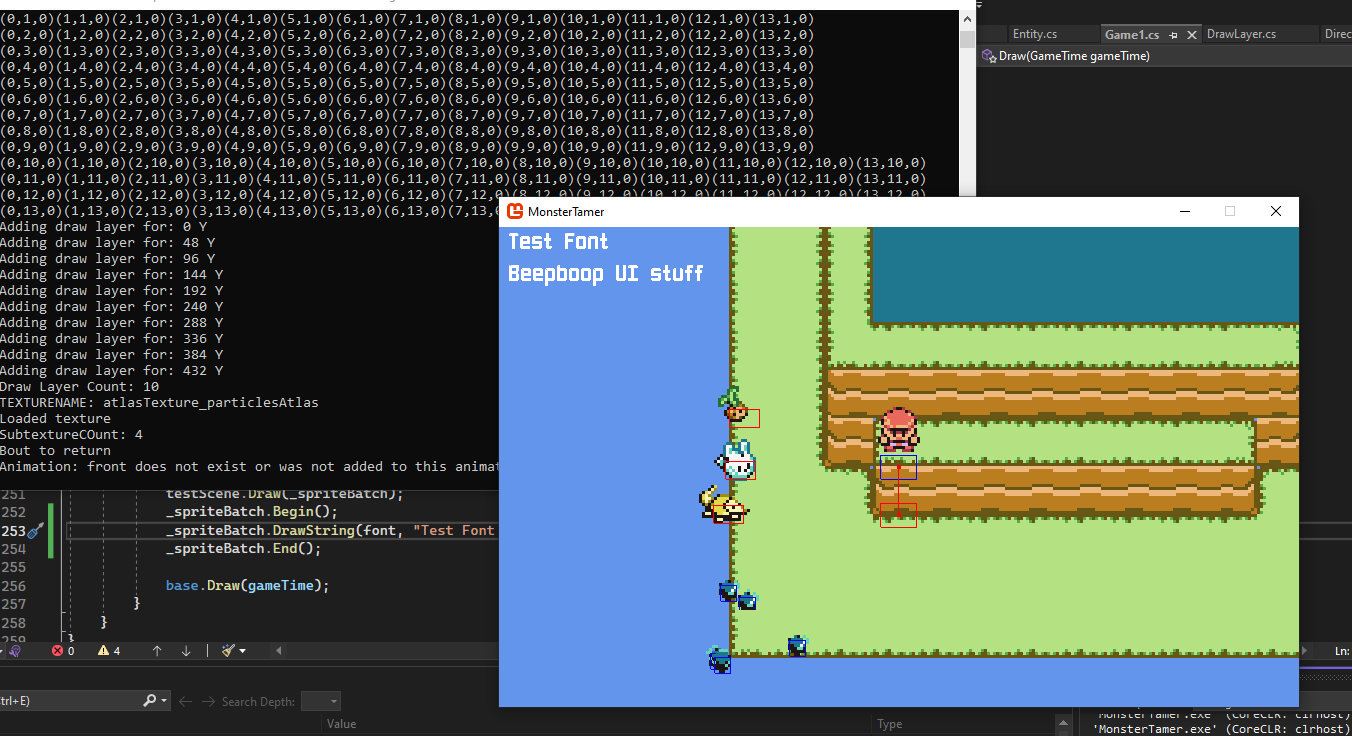 (0,1,0)(1,1,0)(2,1,0)(3,1,0)(4,1,0)(5,1,0)(6,1,0)(7,1,0)(8,1,0)(9,1,0)(10,1,0)(11,1,0)(12,1,0)(13,1,0)
(0,2,0)(1,2,0)(2,2,0)(3,2,0)(4,2,0)(5,2,0)(6,2,0)(7,2,0)(8,2,0)(9,2,0)(10,2,0)(11,2,0)(12,2,0)(13,2,0)
(0,3,0)(1,3,0)(2,3,0)(3,3,0)(4,3,0)(5,3,0)(6,3,0)(7,3,0)(8,3,0)(9,3,0)(10,3,0)(11,3,0)(12,3,0)(13,3,0)
(0,4,0)(1,4,0)(2,4,0)(3,4,0)(4,4,0)(5,4,0)(6,4,0)(7,4,0)(8,4,0)(9,4,0)(10,4,0)(11,4,0)(12,4,0)(13,4,0)
(0,5,0)(1,5,0)(2,5,0)(3,5,0)(4,5,0)(5,5,0)(6,5,0)(7,5,0)(8,5,0)(9,5,0)(10,5,0)(11,5,0)(12,5,0)(13,5,0)
(0,6,0)(1,6,0)(2,6,0)(3,6,0)(4,6,0)(5,6,0)(6,6,0)(7,6,0)(8,6,0)(9,6,0)(10,6,0)(11,6,0)(12,6,0)(13,6,0)
(0,7,0)(1,7,0)(2,7,0)(3,7,0)(4,7,0)(5,7,0)(6,7,0)(7,7,0)(8,7,0)(9,7,0)(10,7,0)(11,7,0)(12,7,0)(13,7,0)
(0,8,0)(1,8,0)(2,8,0)(3,8,0)(4,8,0)(5,8,0)(6,8,0)(7,8,0)(8,8,0)(9,8,0)(10,8,0)(11,8,0)(12,8,0)(13,8,0)
(0,9,0)(1,9,0)(2,9,0)(3,9,0)(4,9,0)(5,9,0)(6,9,0)(7,9,0)(8,9,0)(9,9,0)(10,9,0)(11,9,0)(12,9,0)(13,9,0)
(0,10,0)(1,10,0)(2,10,0)(3,10,0)(4,10,0)(5,10,0)(6,10,0)(7,10,0)(8,10,0)(9,10,0)(10,10,0)(11,10,0)(12,10,0)(13,10,0)
(0,11,0)(1,11,0)(2,11,0)(3,11,0)(4,11,0)(5,11,0)(6,11,0)(7,11,0)(8,11,0)(9,11,0)(10,11,0)(11,11,0)(12,11,0)(13,11,0)
(0,12,0)(1,12,0)(2,12,0)(3,12,0)(4,12,0)(5,12,0)(6,12,0)(7,12,0)(8,12,0)(9,12,0)(10,12,0)(11,12,0)(12,12,0)(13,12,0)
(0,13,0)(1,13,0)(2,13,0)(3,13,0)(4,13,0)(5,13,0)(6,13,0)(7,13,
Adding draw layer for: 0 Y
Adding draw layer for: 48 Y
Adding draw layer for: 96 Y
Adding draw layer for: 144 Y
Adding draw layer for: 192 Y
Adding draw layer for: 240 Y
Adding draw layer for: 288 Y
Adding draw layer for: 336 Y
Adding draw layer for: 384 Y
Adding draw layer for: 432 Y
Draw Layer Count: 10
TEXTURENAME: atlasTexture_particlesAtlas
Loaded texture
SubtextureCOunt: 4
Bout to return
Animation: front does not exist or was not added to this animat
Entity.cs Game1.cs DrawLayer.cs Direc
Draw(GameTime gameTime)
MonsterTamer
Test Font
Beepboop UI stuff
251 testScene.Draw(_spriteBatch);
252 _spriteBatch.Begin();
253 _spriteBatch.DrawString(font, "Test Font
254 _spriteBatch.End();
255
256 base.Draw(gameTime);
257 }
258 }
259 }
0 4 Ln:
trl+E) Search Depth:
Value Type
'MonsterTamer.exe' (CoreCLR: clrhost)
'MonsterTamer.exe' (CoreCLR: clrhost)